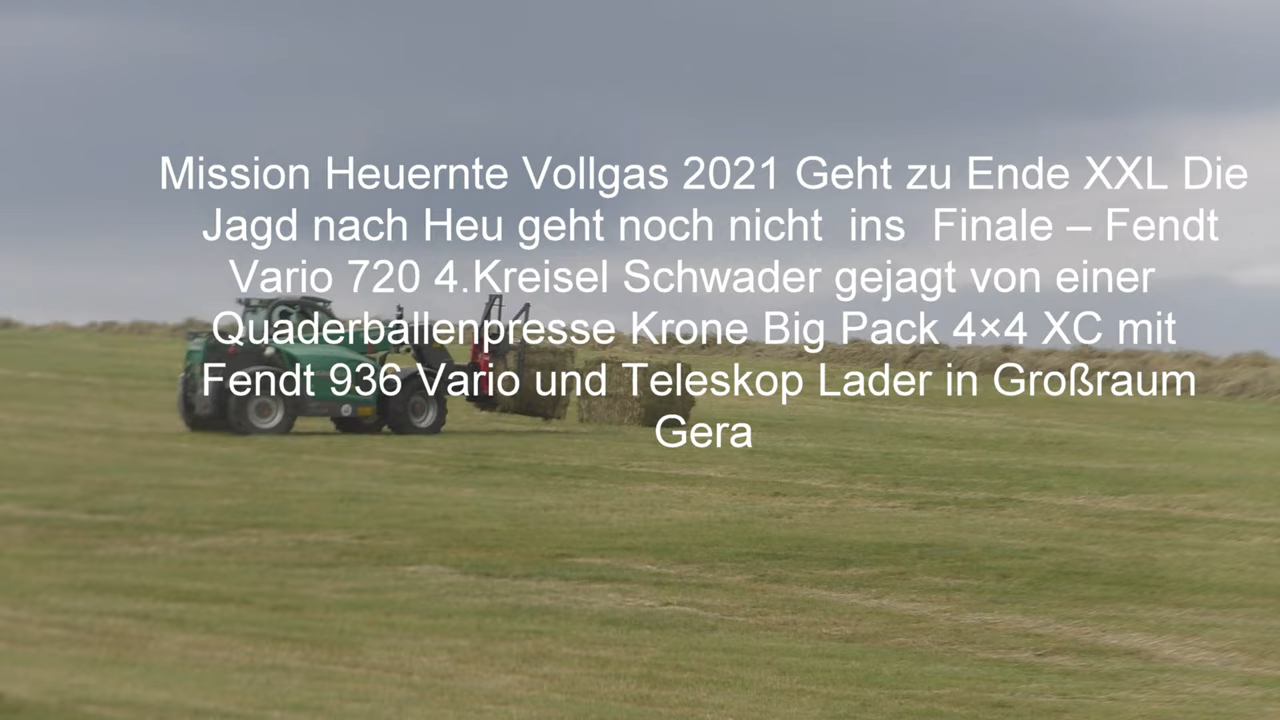 Mission Heuernte Vollgas 2021 Geht zu Ende XXL Die
Jagd nach Heu geht noch nicht  ins  Finale – Fendt
Vario 720 4.Kreisel Schwader gejagt von einer
Quaderballenpresse Krone Big Pack 4×4 XC mit
Fendt 936 Vario und Teleskop Lader in Großraum
Gera